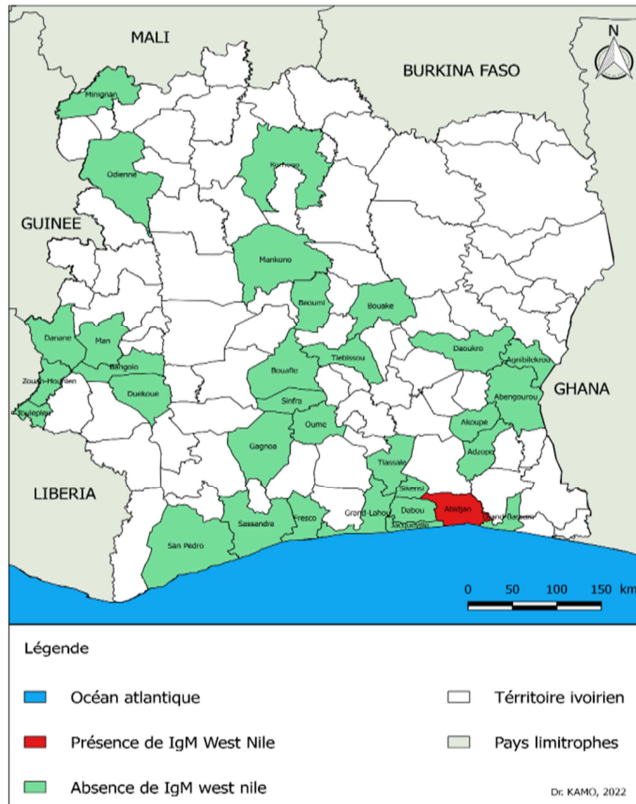 MALI
BURKINA FASO
N
Minignan
Odienne
Korhogo
GUINEE
Mankono
Beoumi
Bouake
Danane
Man
Bangolo
Zouan-Hounien
Duekoue
Toulepleu
Bouafle
Tiebissou
Daoukro
Agnibilekrou
Sinfra
Oume
Abengourou
GHANA
Gagnoa
Akoupe
Adzope
Tiassale
Sikensi
LIBERIA
San Pedro
Sassandra
Fresco
Grand-Lahou
Dabou
Jacqueville
Abidjan
Grand-Bassam
0 50 100 150 km
Légende
Océan atlantique
Térritoire ivoirien
Présence de IgM West Nile
Pays limitrophes
Absence de IgM west nile
Dr. KAMO, 2022